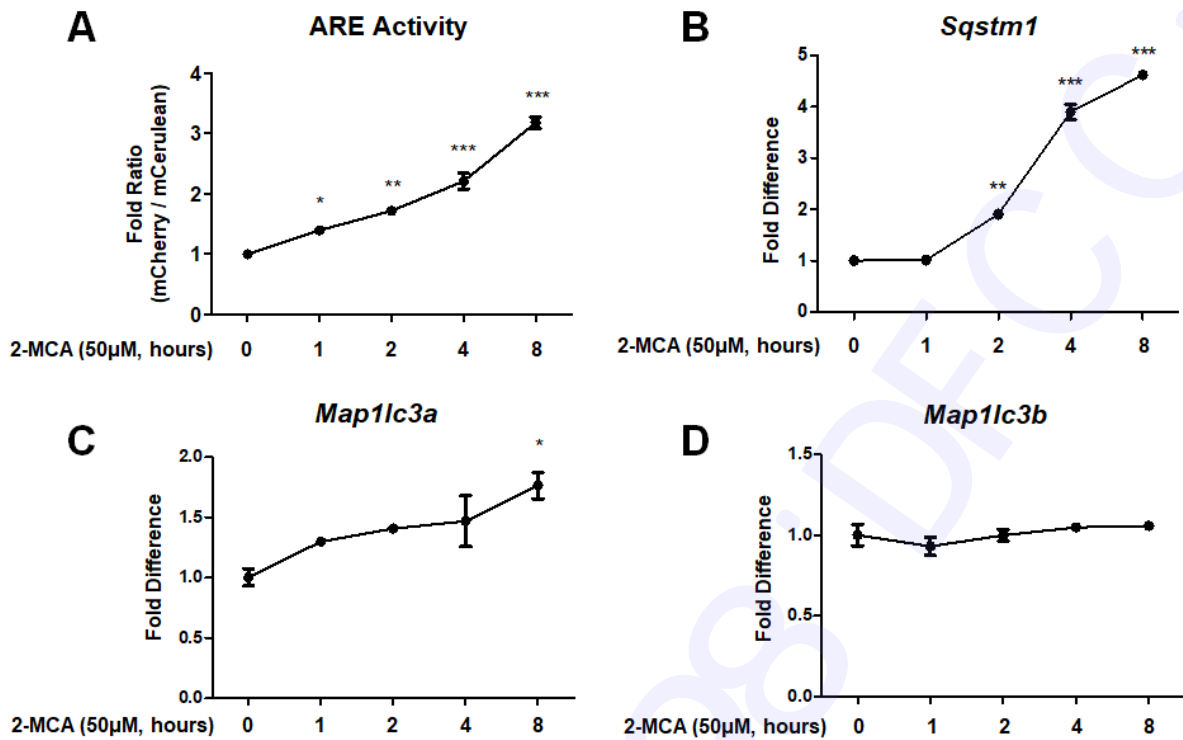 A
ARE Activity
Fold Ratio
(mCherry / mCerulean)
4
3
2
1
0
*
**
***
***
2-MCA (50µM, hours)
0 1 2 4 8
B
Sqstm1
Fold Difference
5
4
3
2
1
0
**
***
***
2-MCA (50µM, hours)
0 1 2 4 8
C
Map1lc3a
Fold Difference
2.0
1.5
1.0
0.5
0.0
*
2-MCA (50µM, hours)
0 1 2 4 8
D
Map1lc3b
Fold Difference
1.5
1.0
0.5
0.0
2-MCA (50µM, hours)
0 1 2 4 8